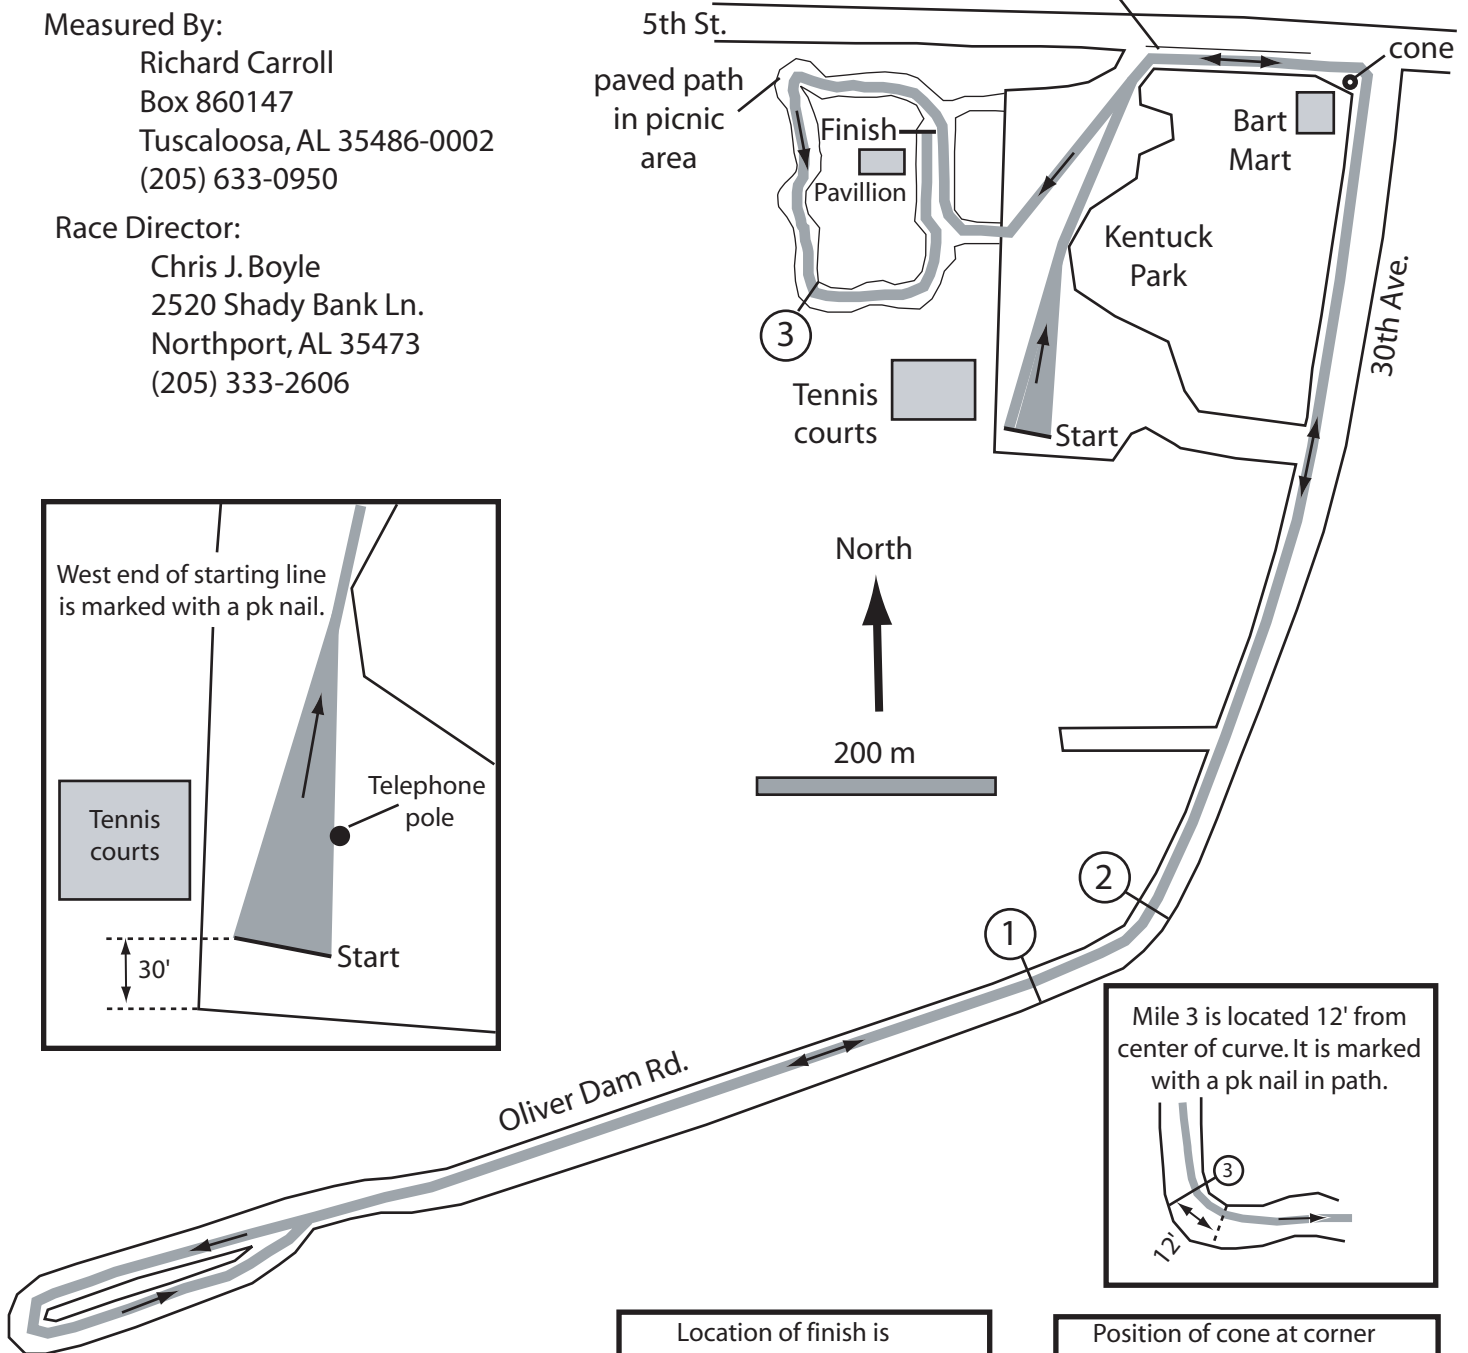 Measured By:
Richard Carroll
Box 860147
Tuscaloosa, AL 35486-0002
(205) 633-0950
Race Director:
Chris J. Boyle
2520 Shady Bank Ln.
Northport, AL 35473
(205) 333-2606
5th St.
cone
paved path
in picnic
area
Finish
Pavillion
Bart
Mart
Kentuck
Park
30th Ave.
3
Tennis
courts
Start
West end of starting line
is marked with a pk nail.
Telephone
pole
Tennis
courts
Start
30'
North
200 m
2
1
Oliver Dam Rd.
Mile 3 is located 12' from
center of curve. It is marked
with a pk nail in path.
3
12'
Location of finish is
Position of cone at corner